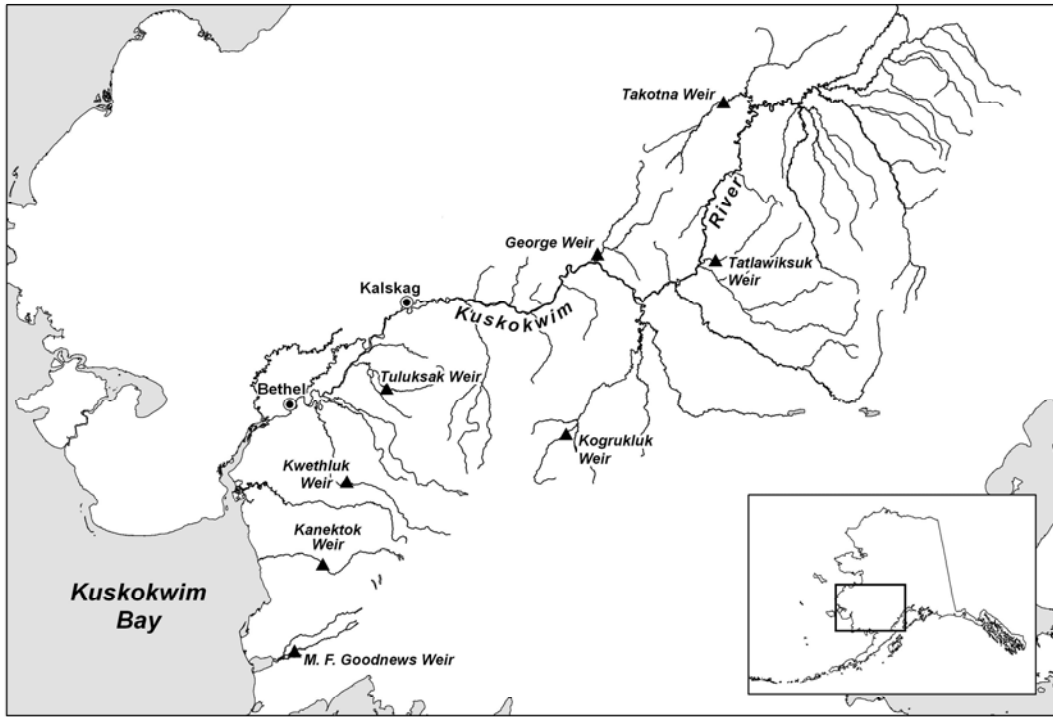 Takotna Weir
River
George Weir
Tatlawiksuk
Weir
Kalskag
Kuskokwim
Tuluksak Weir
Bethel
Kogrukluk
Weir
Kwethluk
Weir
Kanektok
Weir
Kuskokwim
Bay
M. F. Goodnews Weir